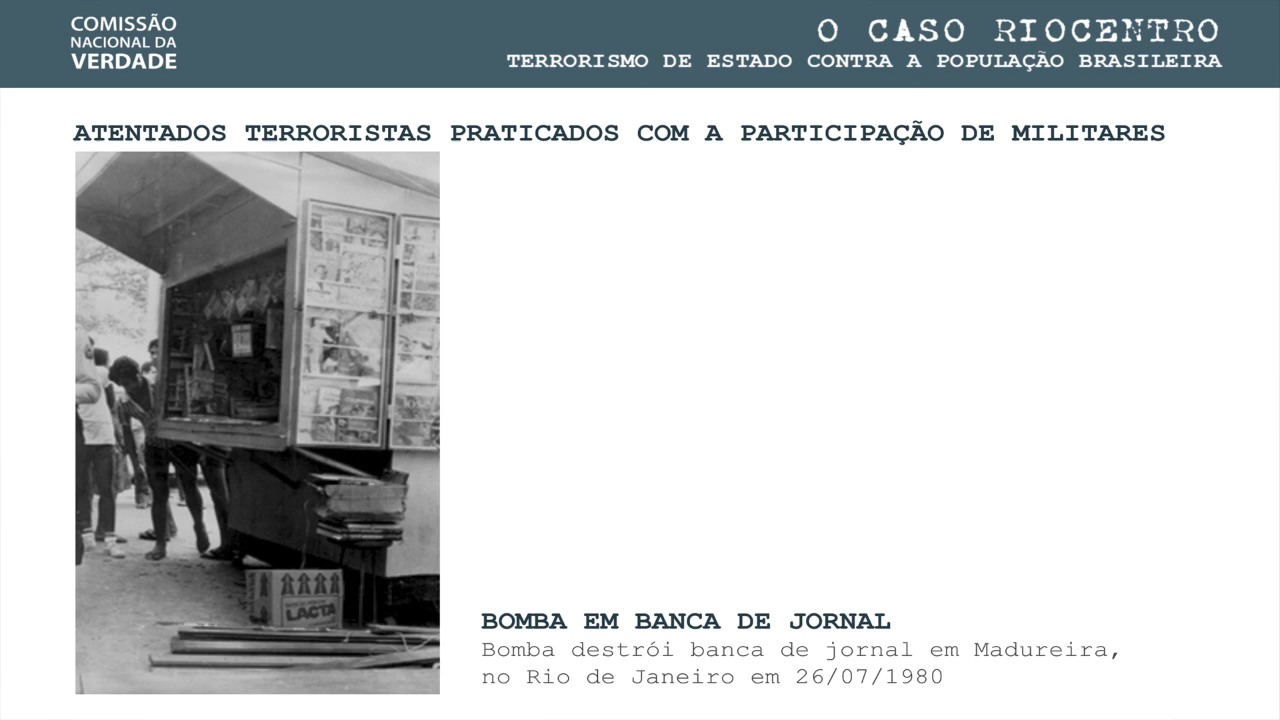 COMISSÃO
NACIONAL DA
VERDADE
O CASO RIOCENTRO
TERRORISMO DE ESTADO CONTRA A POPULAÇÃO BRASILEIRA
ATENTADOS TERRORISTAS PRATICADOS COM A PARTICIPAÇÃO DE MILITARES
LACTA
BOMBA EM BANCA DE JORNAL
Bomba destrói banca de jornal em Madureira,
no Rio de Janeiro em 26/07/1980